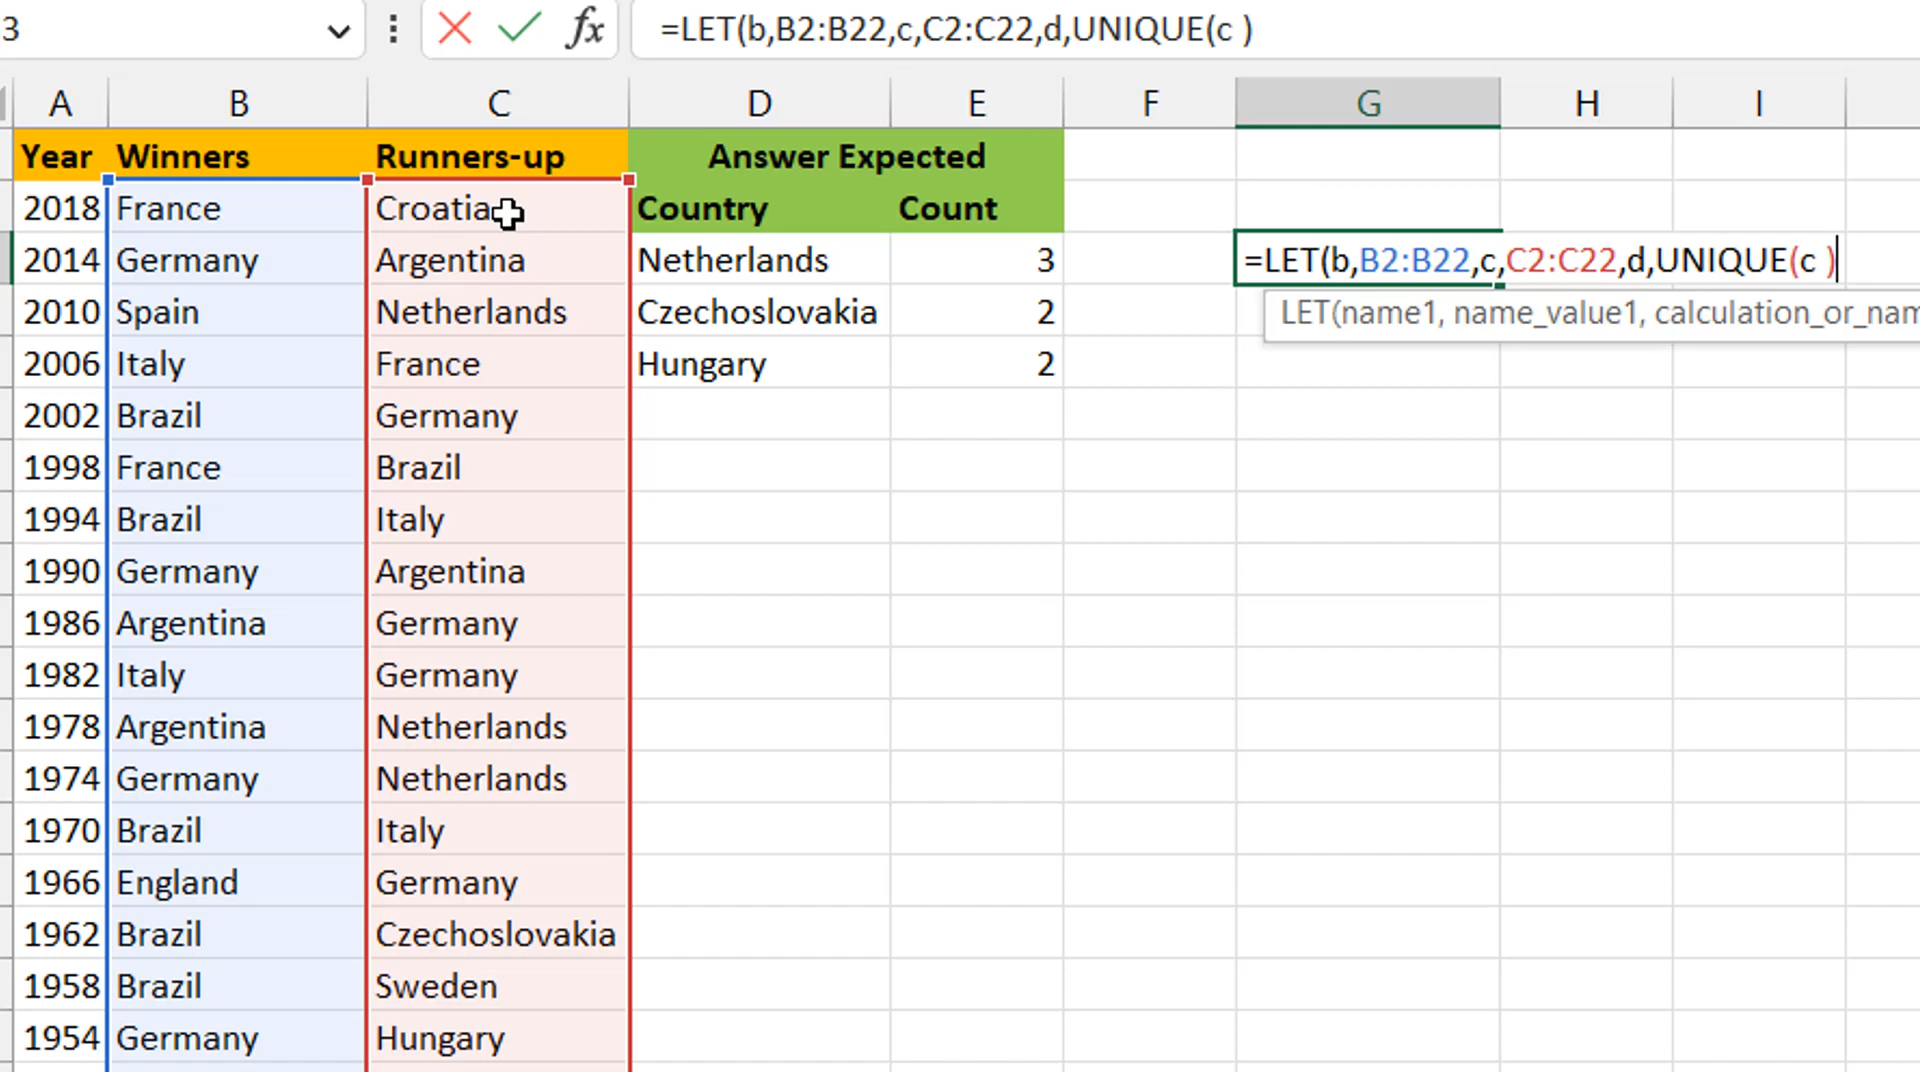 3 fx =LET(b,B2:B22,c,C2:C22,d,UNIQUE(c )
A B C D E F G H I
Year Winners Runners-up Answer Expected
2018 France Croatia Country Count
2014 Germany Argentina Netherlands 3 =LET(b,B2:B22,c,C2:C22,d,UNIQUE(c )
2010 Spain Netherlands Czechoslovakia 2 LET(name1, name_value1, calculation_or_nam
2006 Italy France Hungary 2
2002 Brazil Germany
1998 France Brazil
1994 Brazil Italy
1990 Germany Argentina
1986 Argentina Germany
1982 Italy Germany
1978 Argentina Netherlands
1974 Germany Netherlands
1970 Brazil Italy
1966 England Germany
1962 Brazil Czechoslovakia
1958 Brazil Sweden
1954 Germany Hungary